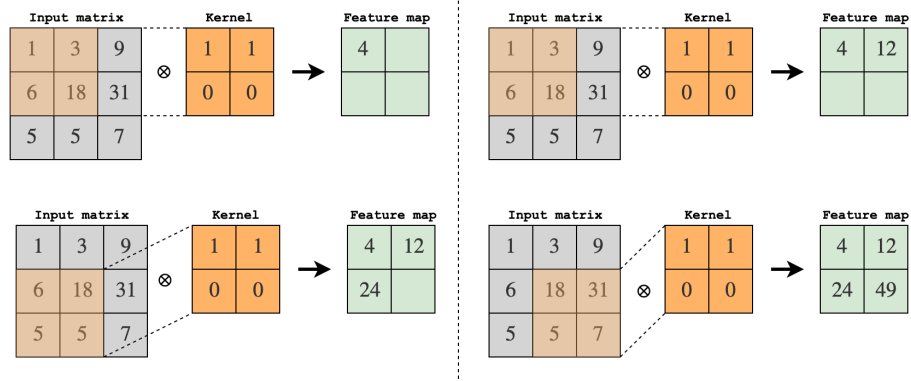 Input matrix Kernel Feature map
1 3 9 1 1 4
6 18 31 ⊗ 0 0
5 5 7
Input matrix Kernel Feature map
1 3 9 1 1 4 12
6 18 31 ⊗ 0 0
5 5 7
Input matrix Kernel Feature map
1 3 9 1 1 4 12
6 18 31 ⊗ 0 0 24
5 5 7
Input matrix Kernel Feature map
1 3 9 1 1 4 12
6 18 31 ⊗ 0 0 24 49
5 5 7